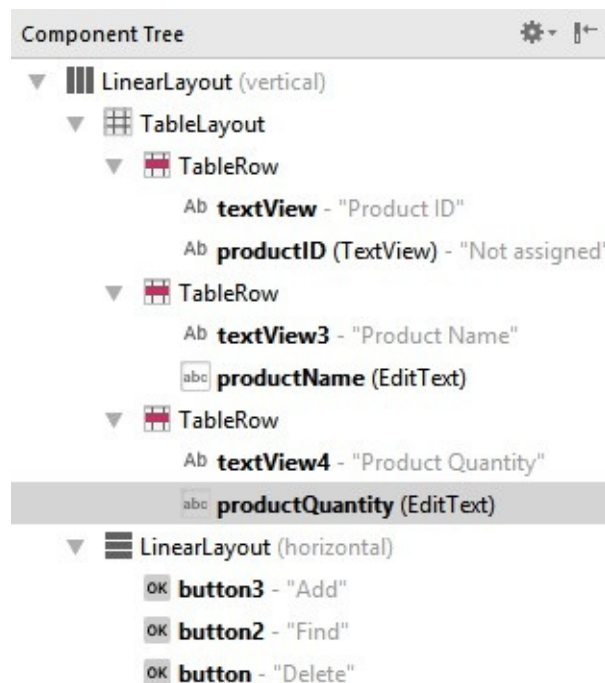 Component Tree
LinearLayout (vertical)
TableLayout
TableRow
Ab textView - "Product ID"
Ab productID (TextView) - "Not assigned"
TableRow
Ab textView3 - "Product Name"
abc productName (EditText)
TableRow
Ab textView4 - "Product Quantity"
abc productQuantity (EditText)
LinearLayout (horizontal)
OK button3 - "Add"
OK button2 - "Find"
OK button - "Delete"